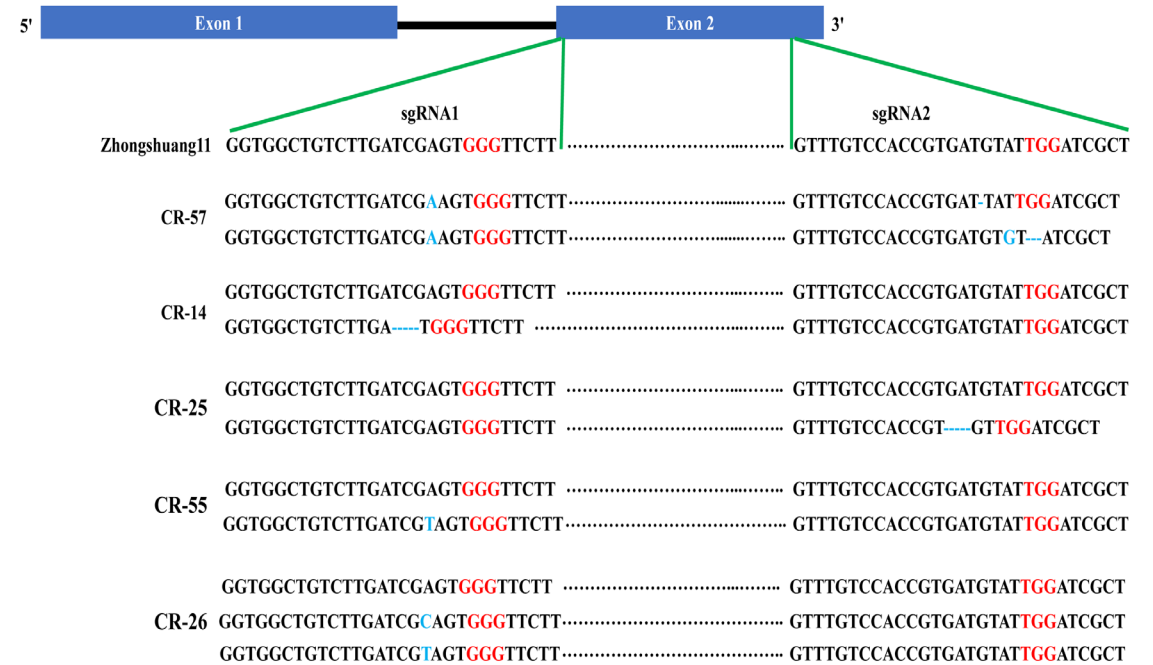 5' Exon 1 Exon 2 3'
sgRNA1 sgRNA2
Zhongshuang11 GGTGGCTGTCTTGATCGAGTGGGTTCTT................................................GTTTGTCCACCGTGATGTATTGGATCGCT
CR-57
GGTGGCTGTCTTGATCGAAGTGGGTTCTT................................................GTTTGTCCACCGTGAT-TATTGGATCGCT
GGTGGCTGTCTTGATCGAAGTGGGTTCTT................................................GTTTGTCCACCGTGATGTGT---ATCGCT
CR-14
GGTGGCTGTCTTGATCGAGTGGGTTCTT................................................GTTTGTCCACCGTGATGTATTGGATCGCT
GGTGGCTGTCTTGA-----TGGGTTCTT................................................GTTTGTCCACCGTGATGTATTGGATCGCT
CR-25
GGTGGCTGTCTTGATCGAGTGGGTTCTT................................................GTTTGTCCACCGTGATGTATTGGATCGCT
GGTGGCTGTCTTGATCGAGTGGGTTCTT................................................GTTTGTCCACCGT-----GTTGGATCGCT
CR-55
GGTGGCTGTCTTGATCGAGTGGGTTCTT................................................GTTTGTCCACCGTGATGTATTGGATCGCT
GGTGGCTGTCTTGATCGTAGTGGGTTCTT................................................GTTTGTCCACCGTGATGTATTGGATCGCT
CR-26
GGTGGCTGTCTTGATCGAGTGGGTTCTT................................................GTTTGTCCACCGTGATGTATTGGATCGCT
GGTGGCTGTCTTGATCGCAGTGGGTTCTT................................................GTTTGTCCACCGTGATGTATTGGATCGCT
GGTGGCTGTCTTGATCGTAGTGGGTTCTT................................................GTTTGTCCACCGTGATGTATTGGATCGCT